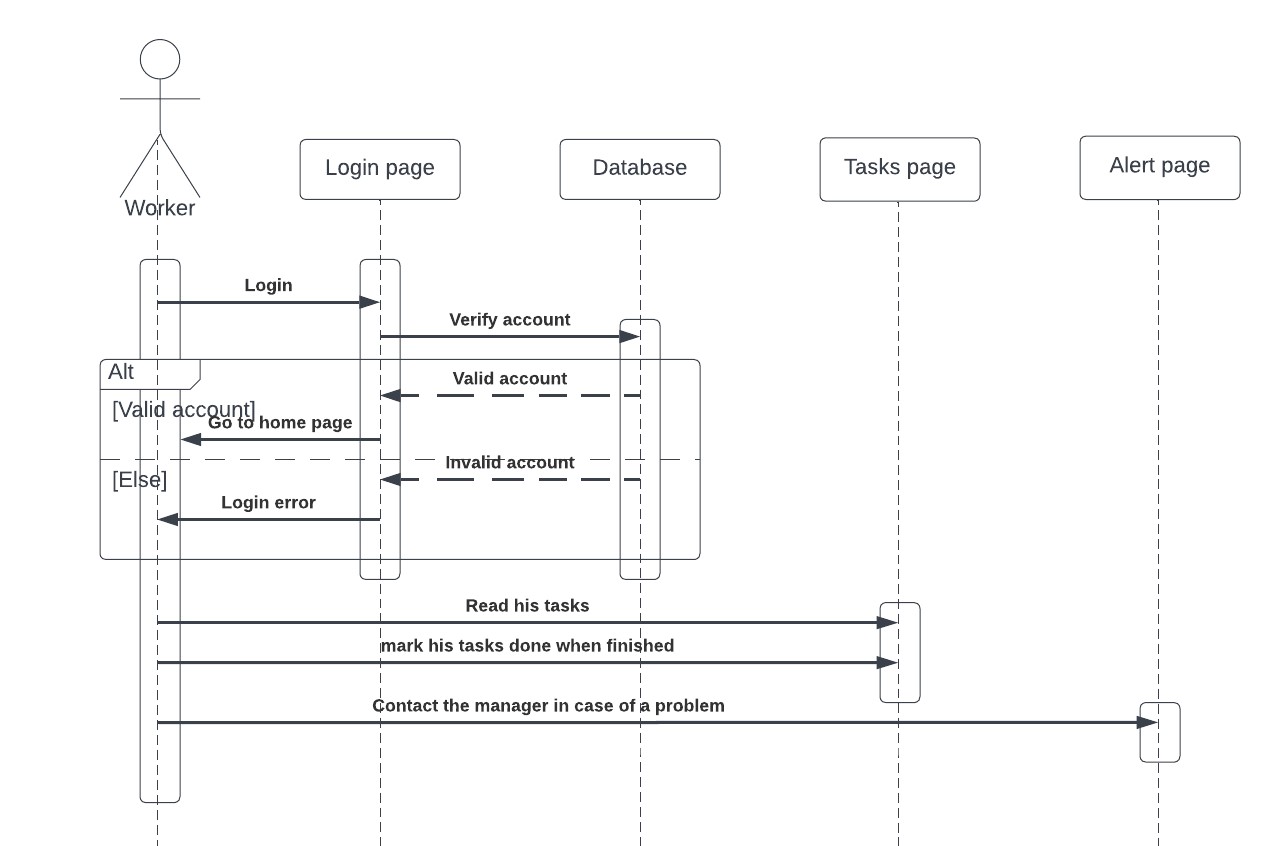 Worker
Login page
Database
Tasks page
Alert page
Login
Verify account
Alt
Valid account
[Valid account]
Go to home page
Invalid account
[Else]
Login error
Read his tasks
mark his tasks done when finished
Contact the manager in case of a problem